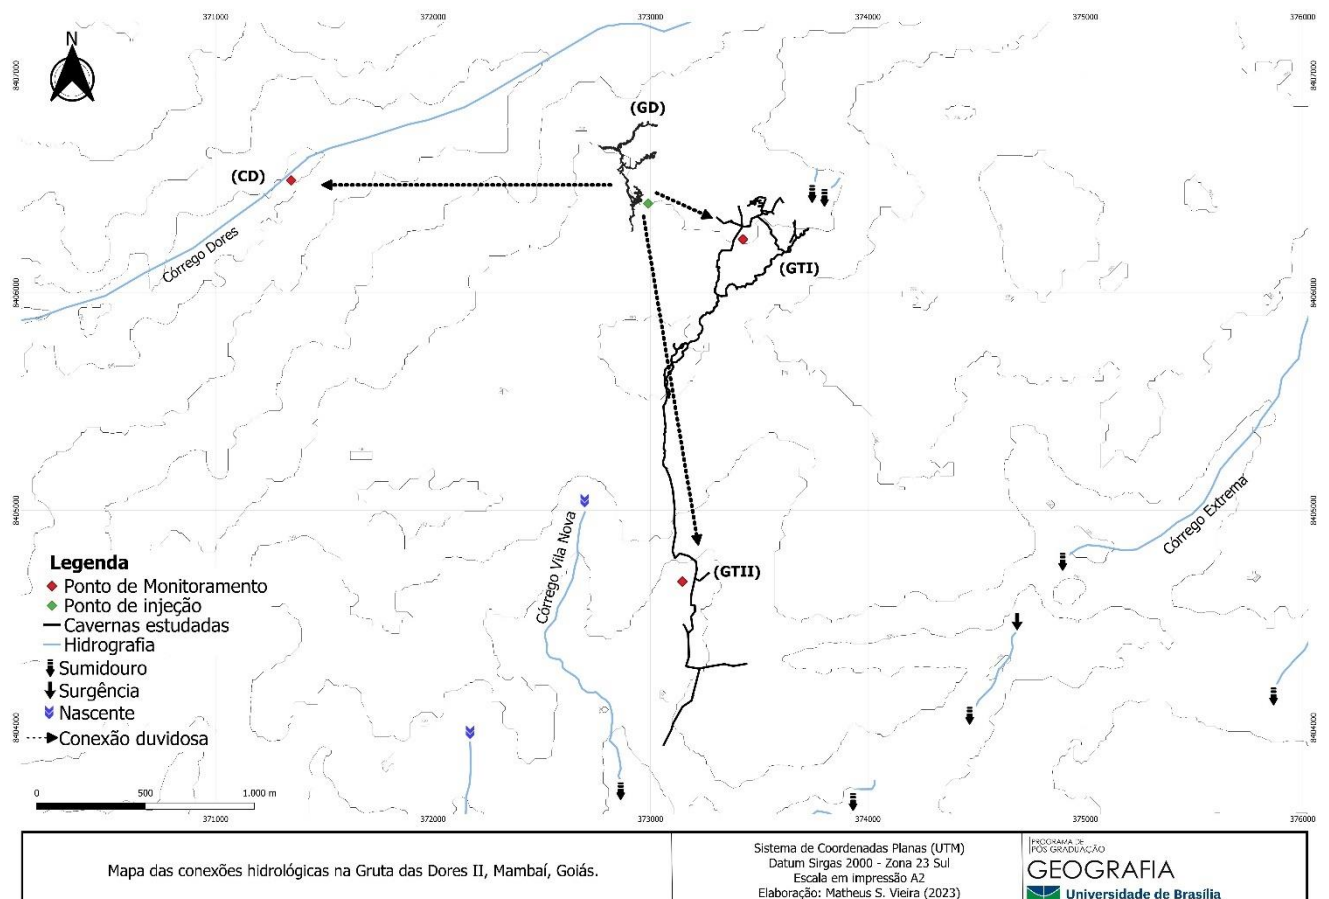 371000 372000 373000 374000 375000 376000
N
8407000 8407000
(GD)
(CD)
Córrego Dores
(GTI)
8406000 8406000
8405000 8405000
Córrego Vila Nova
Córrego Extrema
(GTII)
Legenda
Ponto de Monitoramento
Ponto de injeção
Cavernas estudadas
Hidrografia
Sumidouro
Surgência
Nascente
Conexão duvidosa
8404000 8404000
0 500 1.000 m
371000 372000 373000 374000 375000 376000
Mapa das conexões hidrológicas na Gruta das Dores II, Mambaí, Goiás.
Sistema de Coordenadas Planas (UTM)
Datum Sirgas 2000 - Zona 23 Sul
Escala em impressão A2
Elaboração: Matheus S. Vieira (2023)
PROGRAMA DE
PÓS GRADUAÇÃO
GEOGRAFIA
Universidade de Brasília